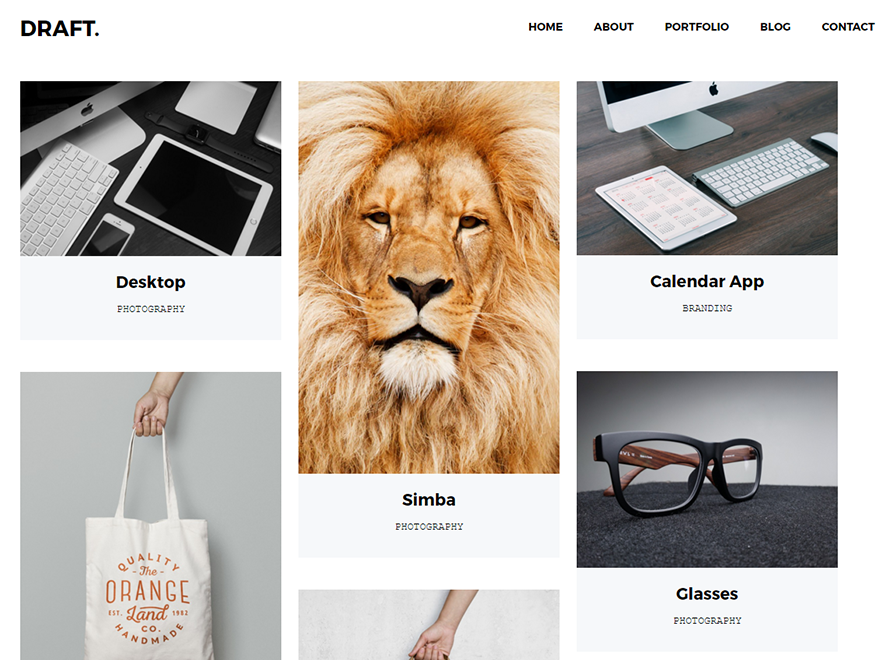 DRAFT.
HOME ABOUT PORTFOLIO BLOG CONTACT
Desktop
PHOTOGRAPHY
QUALITY
- The -
ORANGE
EST. Land 1982
CO.
HANDMADE
Simba
PHOTOGRAPHY
Calendar App
BRANDING
Glasses
PHOTOGRAPHY